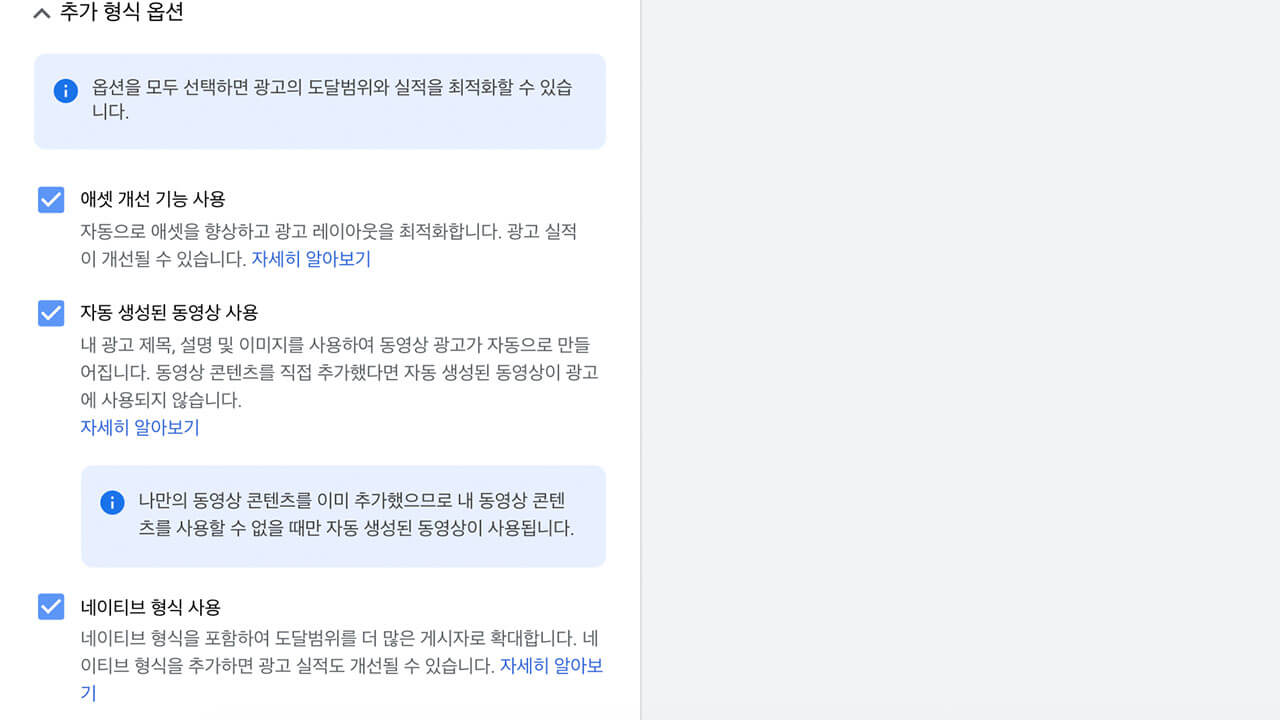 추가 형식 옵션
옵션을 모두 선택하면 광고의 도달범위와 실적을 최적화할 수 있습
니다.
애셋 개선 기능 사용
자동으로 애셋을 향상하고 광고 레이아웃을 최적화합니다. 광고 실적
이 개선될 수 있습니다. 자세히 알아보기
자동 생성된 동영상 사용
내 광고 제목, 설명 및 이미지를 사용하여 동영상 광고가 자동으로 만들
어집니다. 동영상 콘텐츠를 직접 추가했다면 자동 생성된 동영상이 광고
에 사용되지 않습니다.
자세히 알아보기
나만의 동영상 콘텐츠를 이미 추가했으므로 내 동영상 콘텐
츠를 사용할 수 없을 때만 자동 생성된 동영상이 사용됩니다.
네이티브 형식 사용
네이티브 형식을 포함하여 도달범위를 더 많은 게시자로 확대합니다. 네
이티브 형식을 추가하면 광고 실적도 개선될 수 있습니다. 자세히 알아보
기